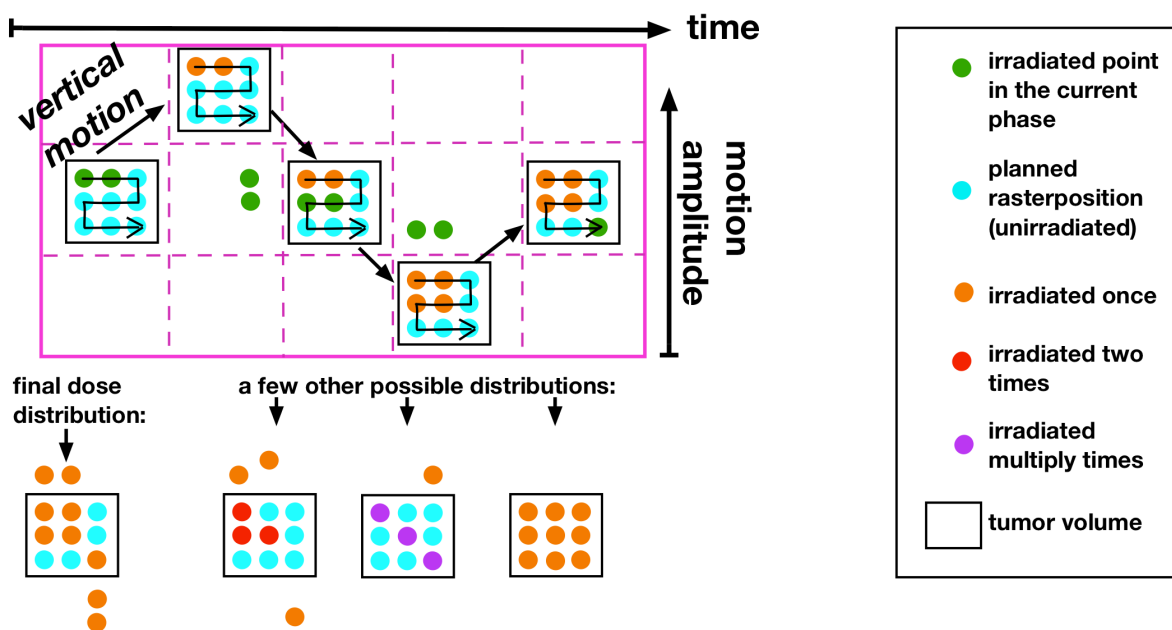 time
vertical
motion
motion
amplitude
final dose
distribution:
a few other possible distributions:
irradiated point
in the current
phase
planned
rasterposition
(unirradiated)
irradiated once
irradiated two
times
irradiated
multiply times
tumor volume